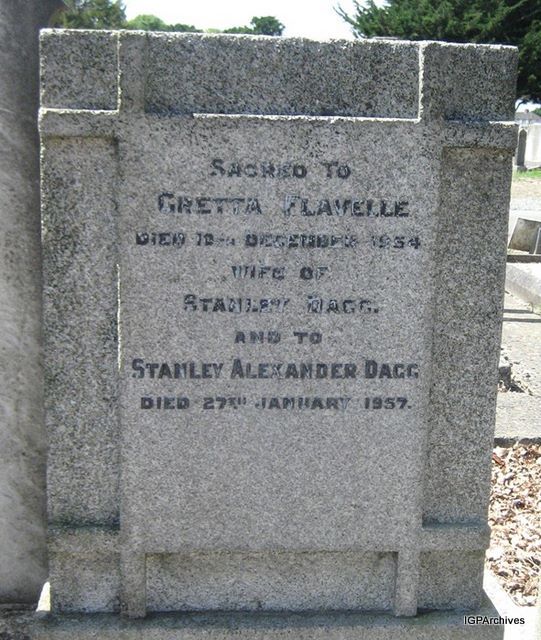 Sacred To
Gretta Flavelle
Died 10th December 1954
Wife of
Stanley Dagg.
and to
Stanley Alexander Dagg
Died 27th January 1957.
IGPArchives